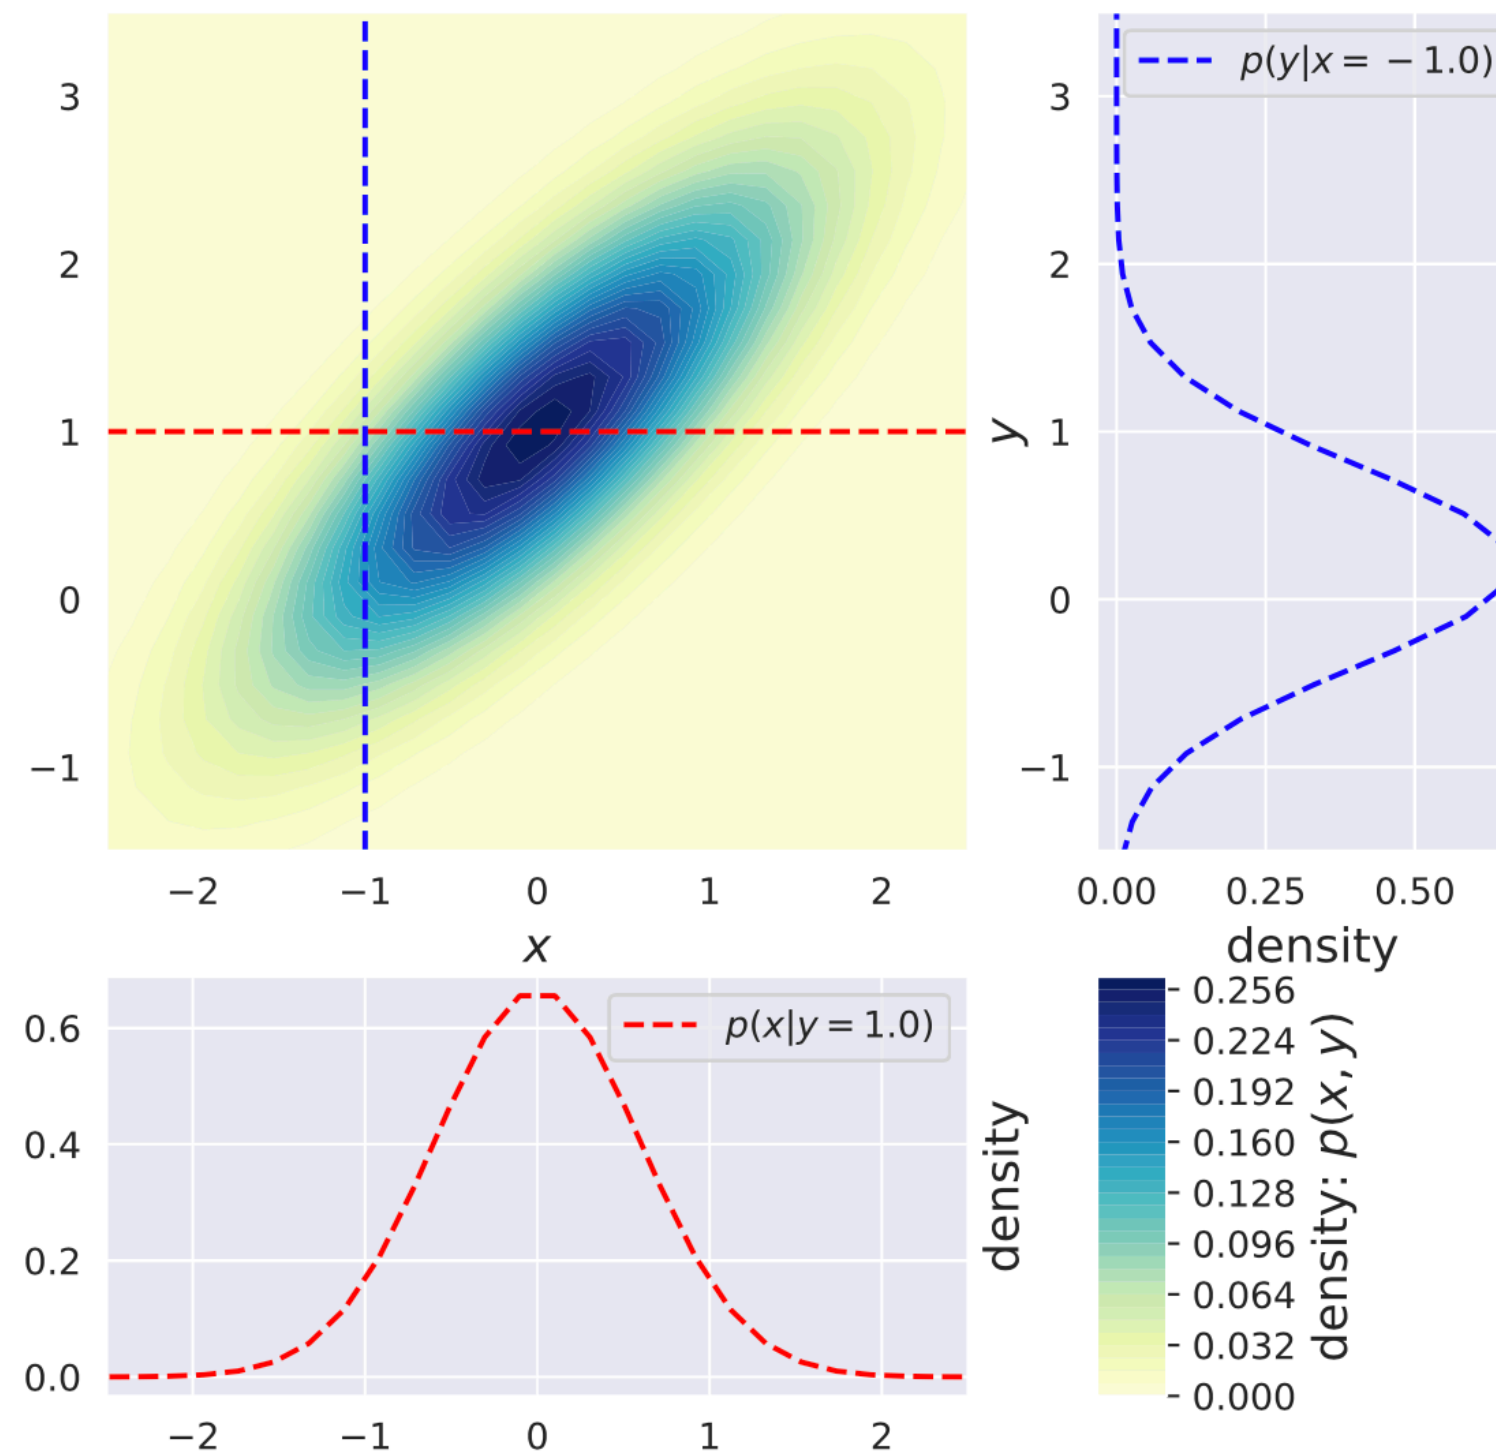 3
2
1
0
−1
−2 −1 0 1 2
x
p(y|x = − 1.0)
3
2
1
0
−1
y
0.00 0.25 0.50
density
0.6
0.4
0.2
0.0
p(x|y = 1.0)
−2 −1 0 1 2
density
0.256
0.224
0.192
0.160
0.128
0.096
0.064
0.032
0.000
density: p(x, y)